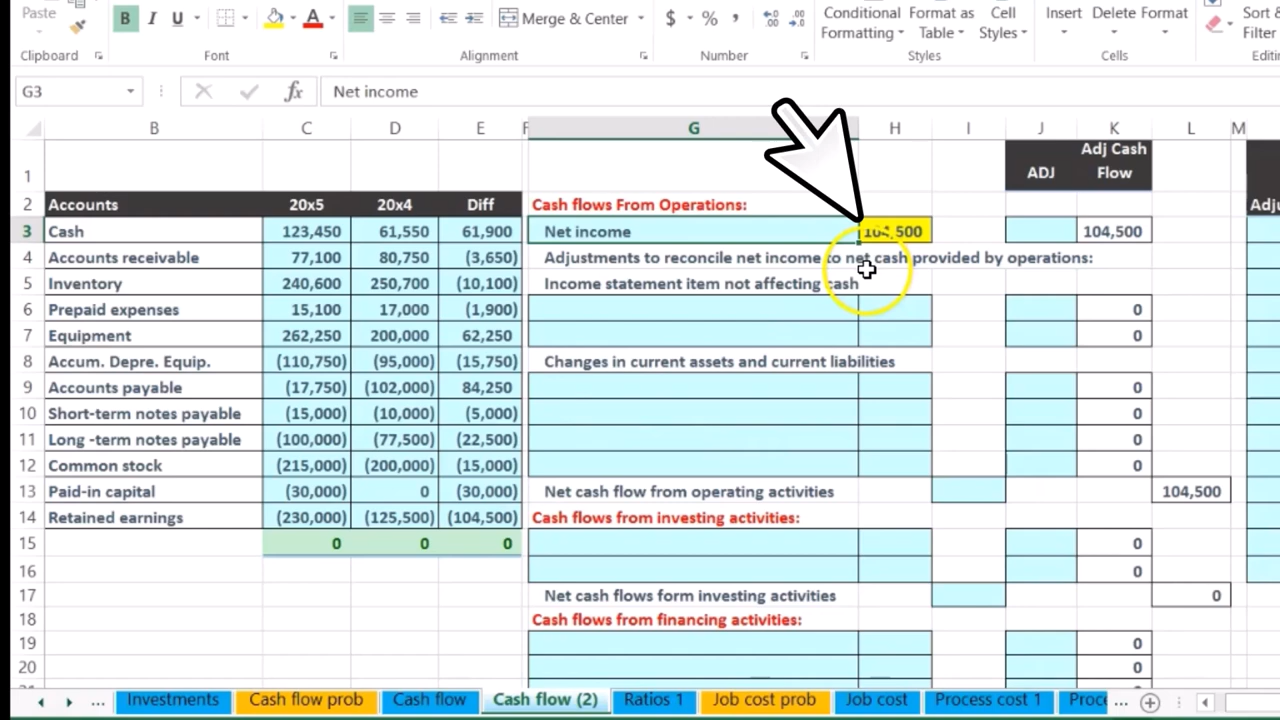 Paste
B I U
Merge & Center
$ % ,
Conditional Formatting
Format as Table
Cell Styles
Insert Delete Format
Sort &
Filter
Clipboard Font Alignment Number Styles Cells
G3 fx Net income
B C D E F G H I J K L M
1 ADJ Adj Cash Flow
2 Accounts 20x5 20x4 Diff Cash flows From Operations:
3 Cash 123,450 61,550 61,900 Net income 104,500 104,500
4 Accounts receivable 77,100 80,750 (3,650) Adjustments to reconcile net income to net cash provided by operations:
5 Inventory 240,600 250,700 (10,100) Income statement item not affecting cash
6 Prepaid expenses 15,100 17,000 (1,900) 0
7 Equipment 262,250 200,000 62,250 0
8 Accum. Depre. Equip. (110,750) (95,000) (15,750) Changes in current assets and current liabilities
9 Accounts payable (17,750) (102,000) 84,250 0
10 Short-term notes payable (15,000) (10,000) (5,000) 0
11 Long -term notes payable (100,000) (77,500) (22,500) 0
12 Common stock (215,000) (200,000) (15,000) 0
13 Paid-in capital (30,000) 0 (30,000) Net cash flow from operating activities 104,500
14 Retained earnings (230,000) (125,500) (104,500) Cash flows from investing activities:
15 0 0 0 0
16 0
17 Net cash flows form investing activities 0
18 Cash flows from financing activities:
19 0
20 0
... Investments Cash flow prob Cash flow Cash flow (2) Ratios 1 Job cost prob Job cost Process cost 1 ...